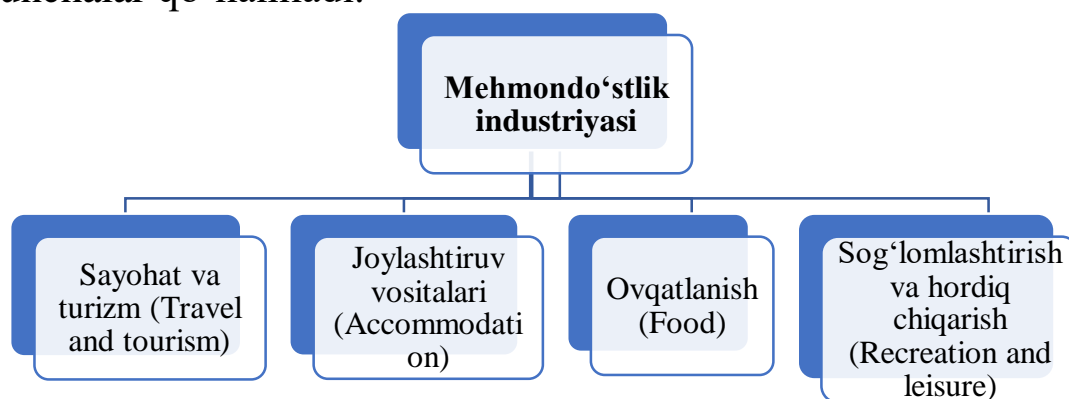 Mehmondo‘stlik
industriyasi
Sayohat va
turizm (Travel
and tourism)
Joylashtiruv
vositalari
(Accommodati
on)
Ovqatlanish
(Food)
Sog‘lomlashtirish
va hordiq
chiqarish
(Recreation and
leisure)